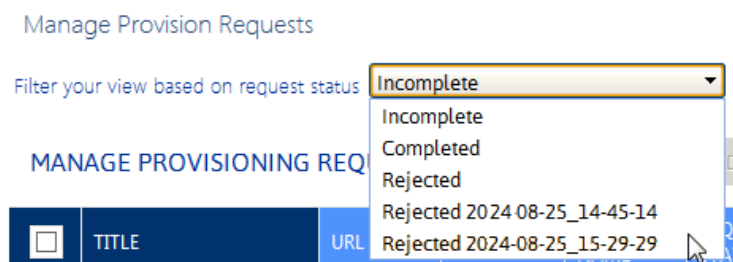 Manage Provision Requests
Filter your view based on request status Incomplete
Incomplete
Completed
MANAGE PROVISIONING
Rejected
Rejected 2024-08-25_14-45-14
TITLE URL Rejected 2024-08-25_15-29-29